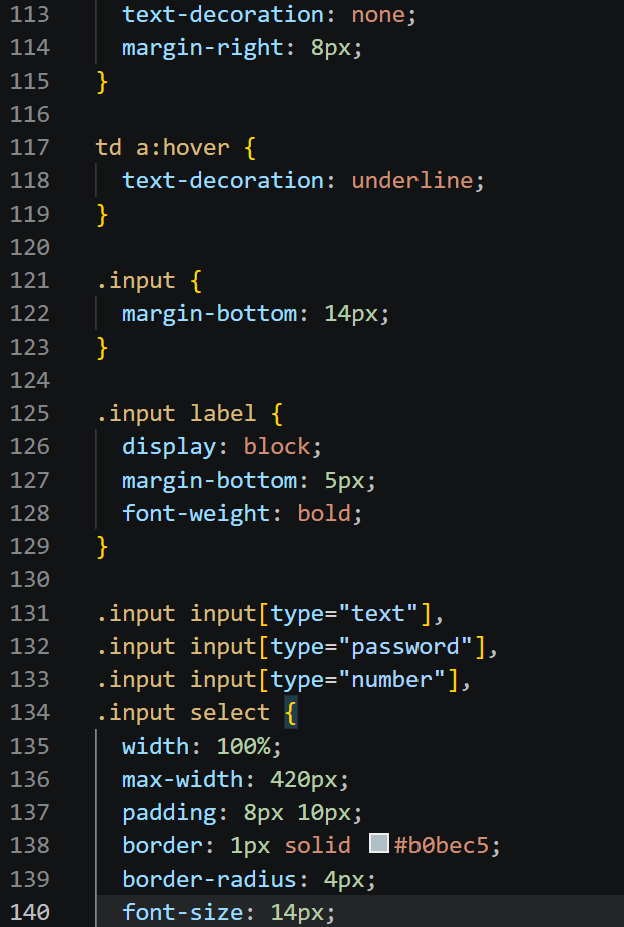 113 text-decoration: none;
114 margin-right: 8px;
115 }
116
117 td a:hover {
118 text-decoration: underline;
119 }
120
121 .input {
122 margin-bottom: 14px;
123 }
124
125 .input label {
126 display: block;
127 margin-bottom: 5px;
128 font-weight: bold;
129 }
130
131 .input input[type="text"],
132 .input input[type="password"],
133 .input input[type="number"],
134 .input select {
135 width: 100%;
136 max-width: 420px;
137 padding: 8px 10px;
138 border: 1px solid #b0bec5;
139 border-radius: 4px;
140 font-size: 14px;